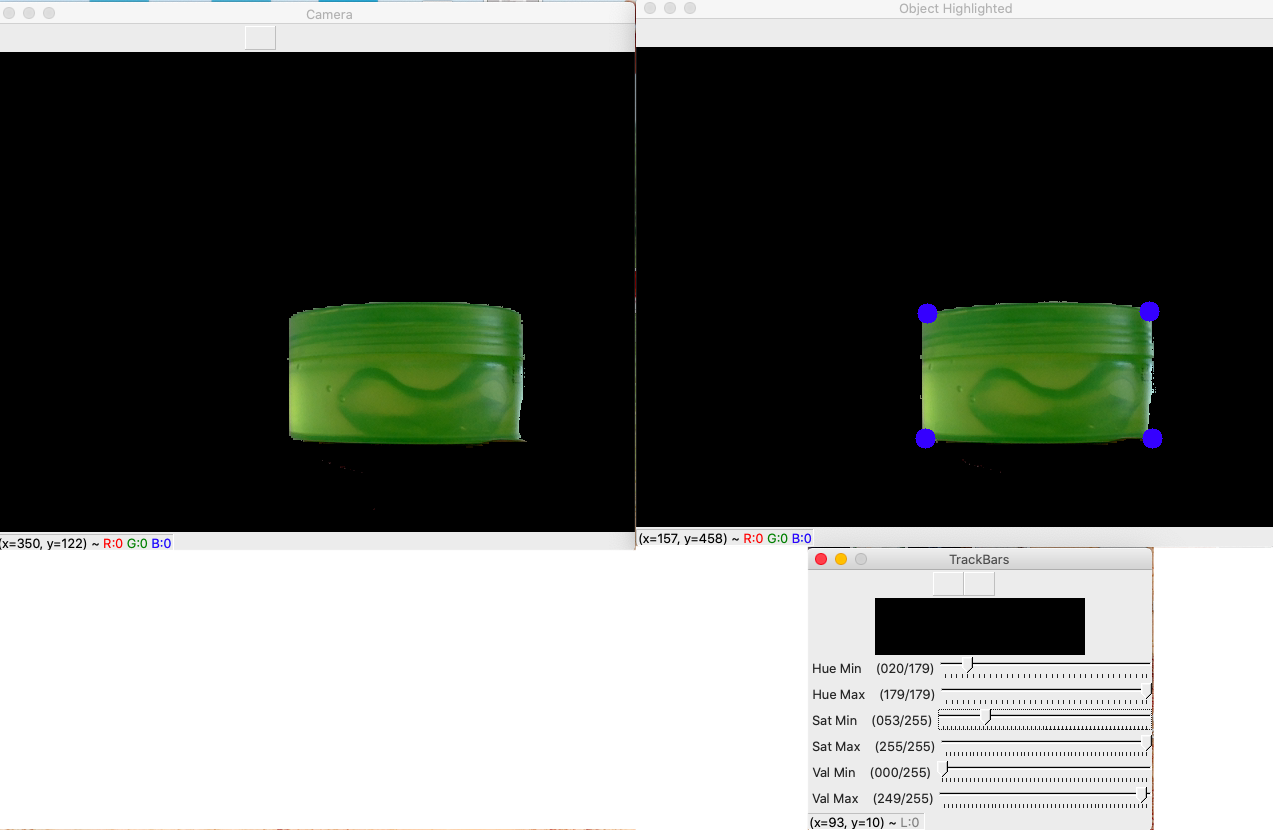 Camera
Object Highlighted
(x=350, y=122) ~ R:0 G:0 B:0
(x=157, y=458) ~ R:0 G:0 B:0
TrackBars
Hue Min (020/179)
Hue Max (179/179)
Sat Min (053/255)
Sat Max (255/255)
Val Min (000/255)
Val Max (249/255)
(x=93, y=10) ~ L:0